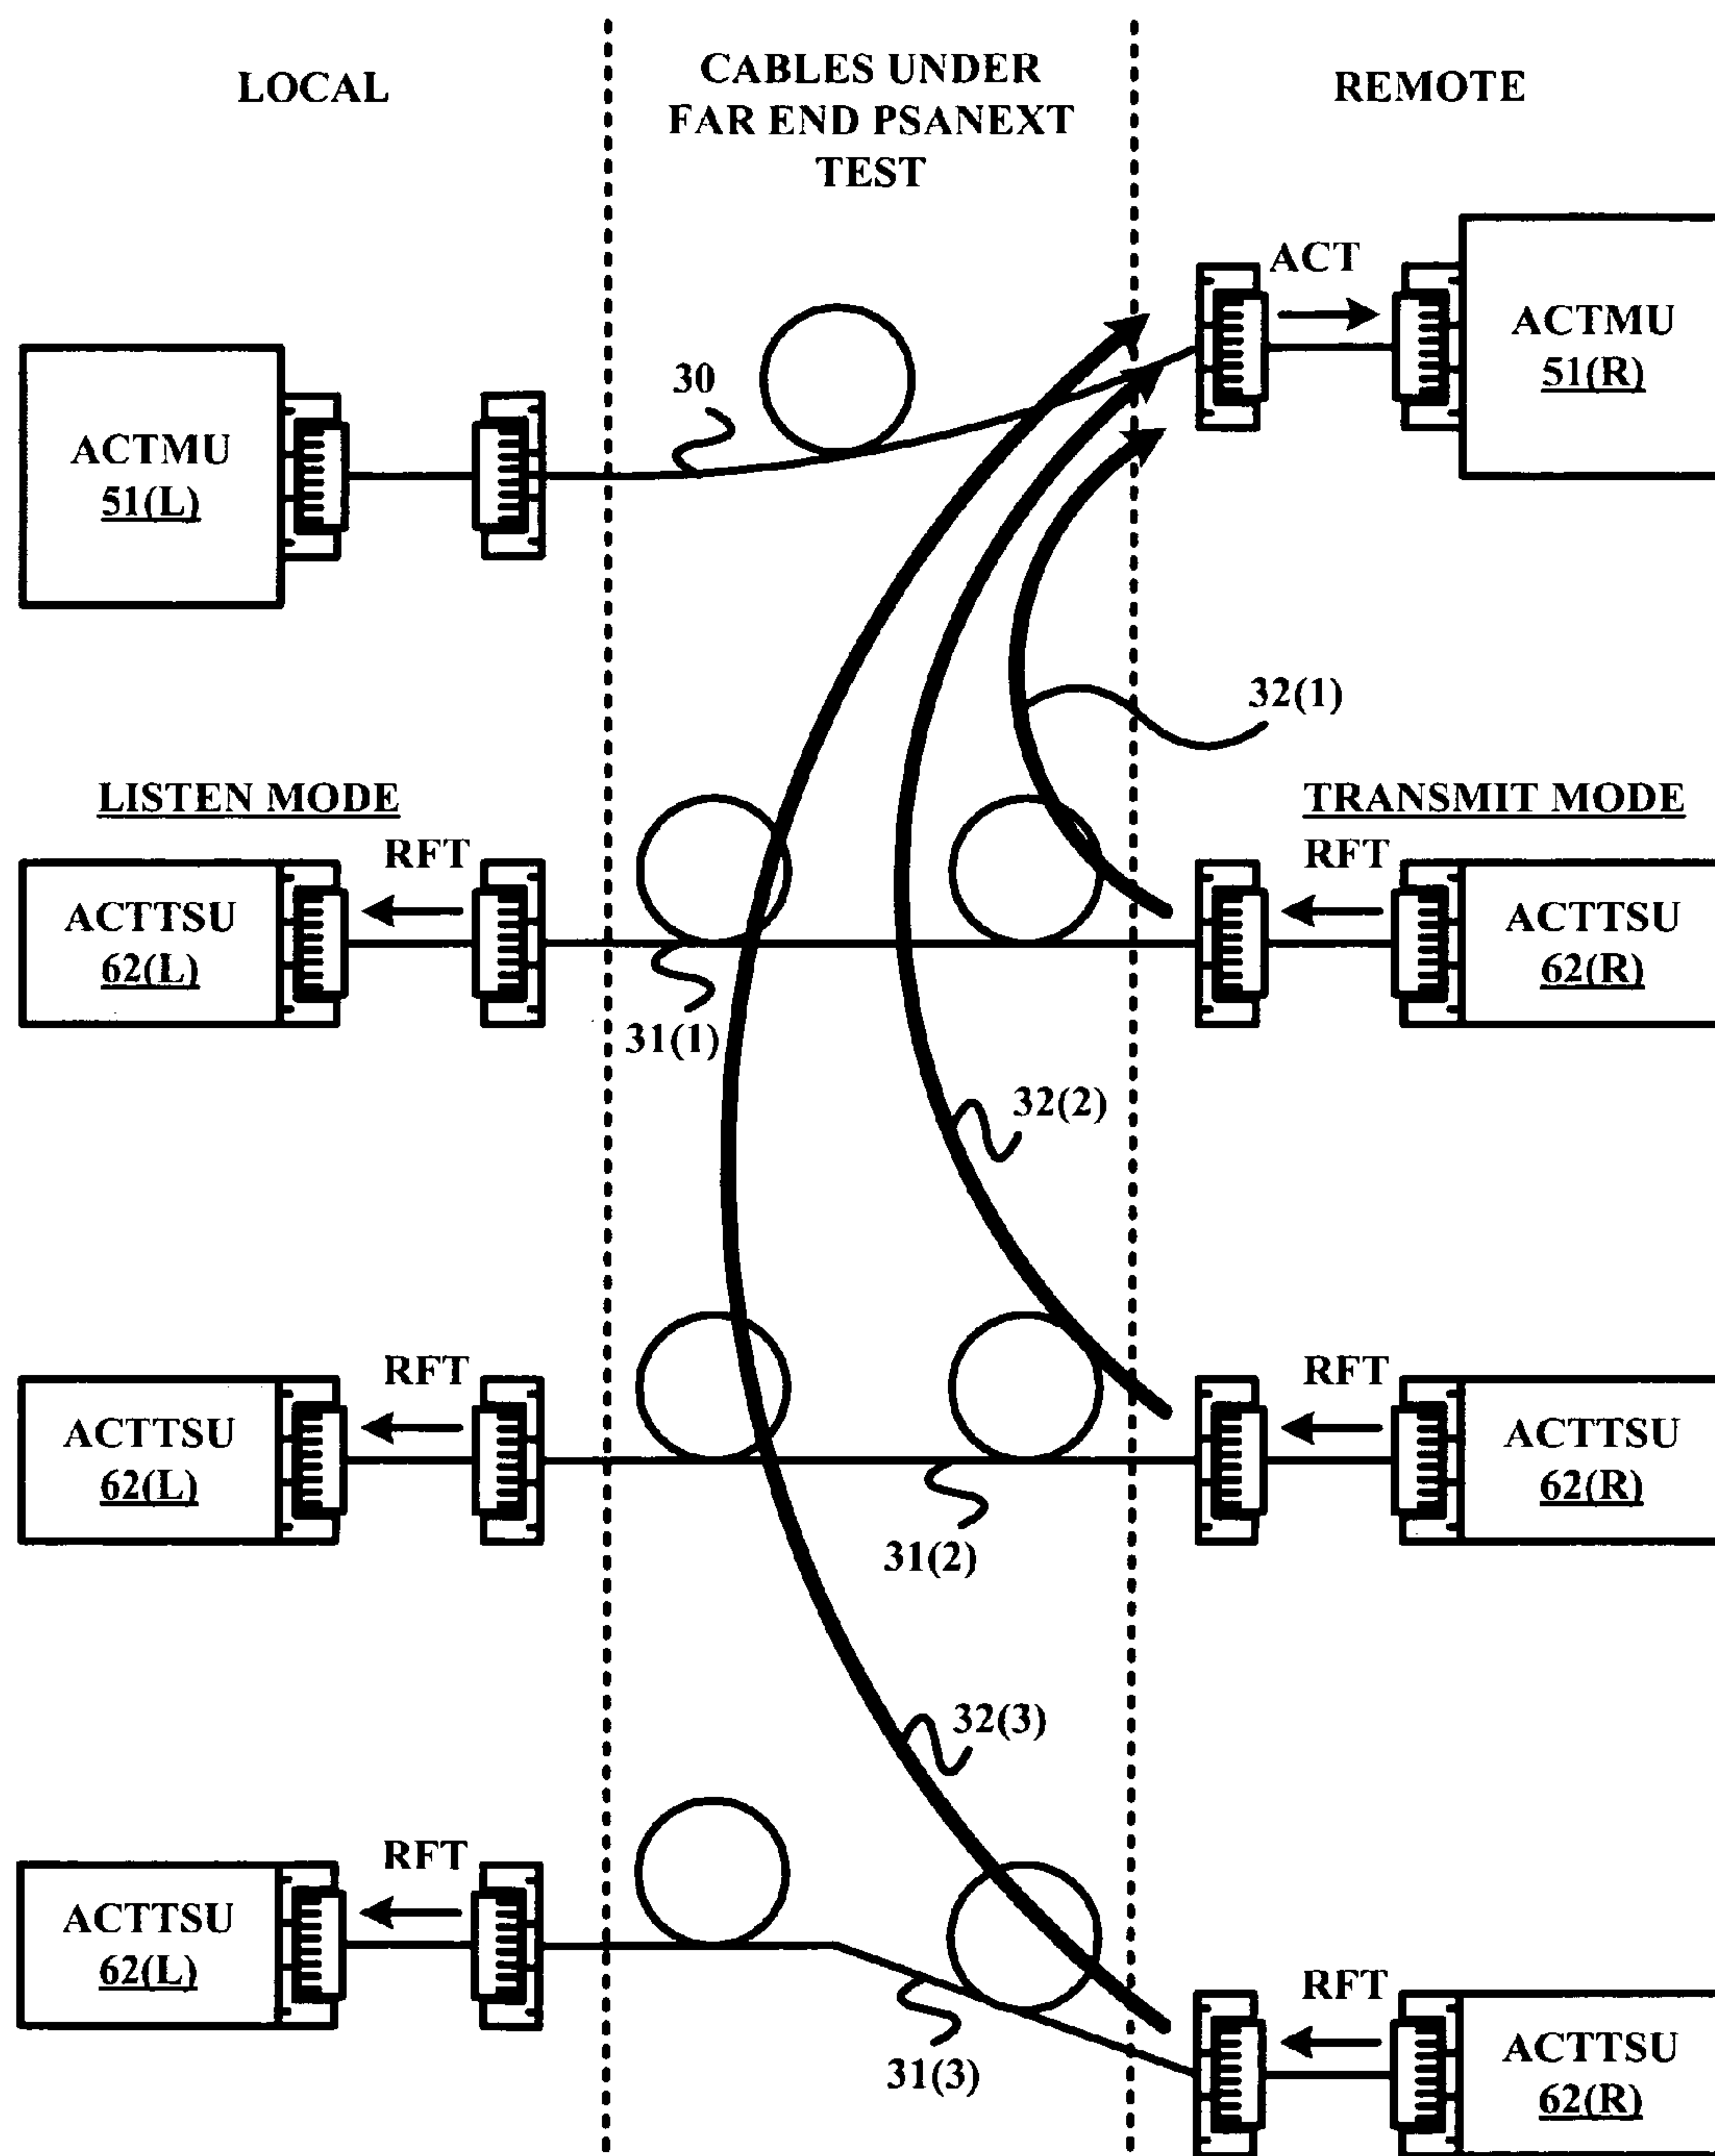 LOCAL
CABLES UNDER
FAR END PSANEXT
TEST
REMOTE
ACT
ACTMU
51(R)
30
ACTMU
51(L)
32(1)
LISTEN MODE
TRANSMIT MODE
RFT
RFT
ACTTSU
62(L)
ACTTSU
62(R)
31(1)
32(2)
RFT
RFT
ACTTSU
62(L)
ACTTSU
62(R)
31(2)
32(3)
RFT
ACTTSU
62(L)
RFT
31(3)
ACTTSU
62(R)